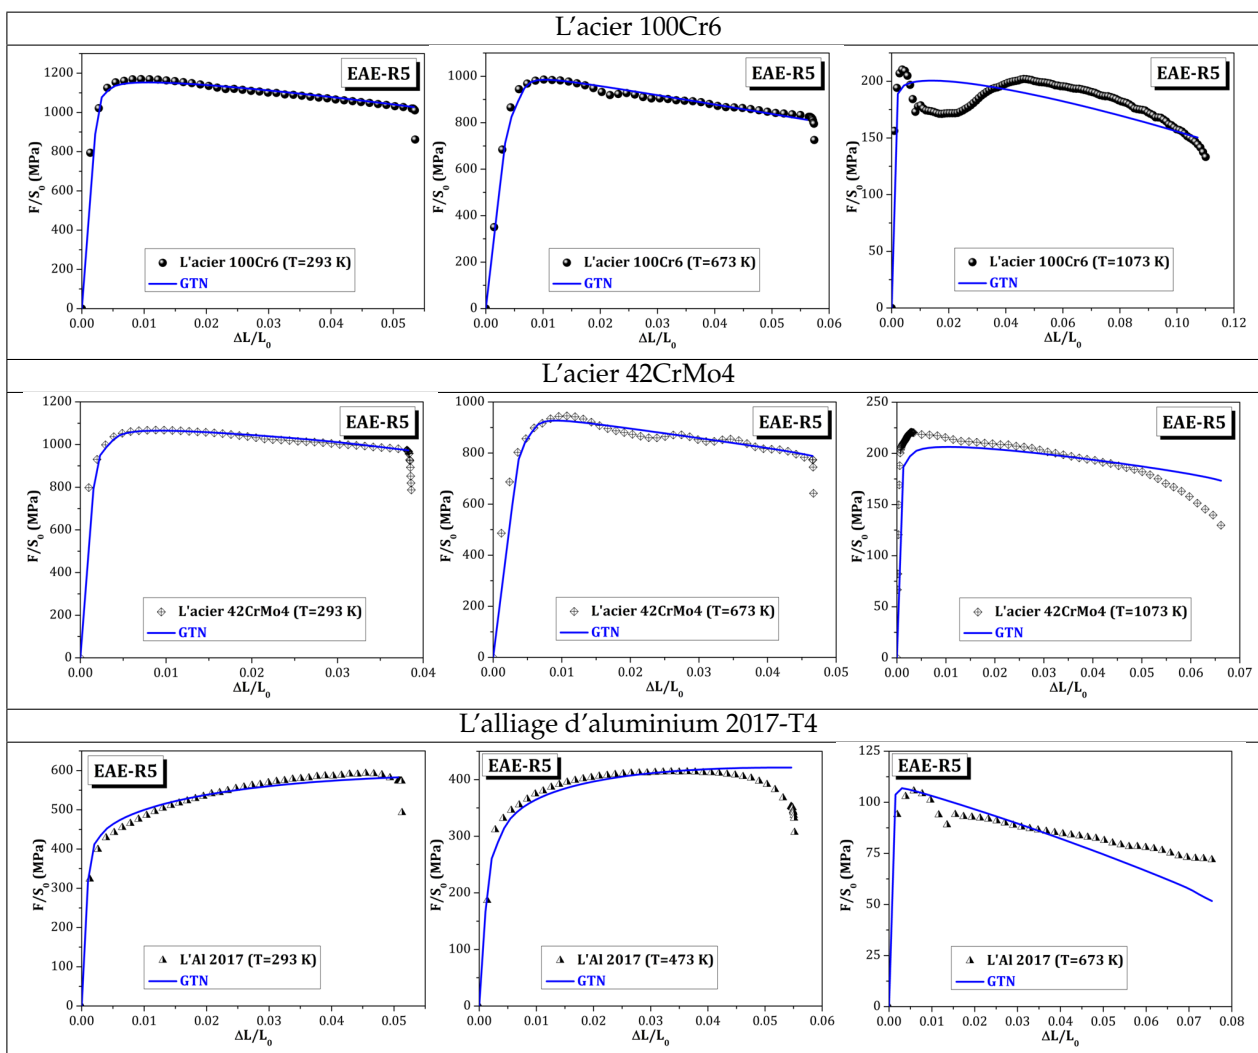 L'acier 100Cr6
EAE-R5
F/S0 (MPa)
1200
1000
800
600
400
200
0
L'acier 100Cr6 (T=293 K)
GTN
0.00 0.01 0.02 0.03 0.04 0.05
ΔL/L0
EAE-R5
F/S0 (MPa)
1000
800
600
400
200
0
L'acier 100Cr6 (T=673 K)
GTN
0.00 0.01 0.02 0.03 0.04 0.05 0.06
ΔL/L0
EAE-R5
F/S0 (MPa)
200
150
100
50
0
L'acier 100Cr6 (T=1073 K)
GTN
0.00 0.02 0.04 0.06 0.08 0.10
ΔL/L0
L'acier 42CrMo4
EAE-R5
F/S0 (MPa)
1200
1000
800
600
400
200
0
L'acier 42CrMo4 (T=293 K)
GTN
0.00 0.01 0.02 0.03 0.04
ΔL/L0
EAE-R5
F/S0 (MPa)
1000
800
600
400
200
0
L'acier 42CrMo4 (T=673 K)
GTN
0.00 0.01 0.02 0.03 0.04 0.05
ΔL/L0
EAE-R5
F/S0 (MPa)
250
200
150
100
50
0
L'acier 42CrMo4 (T=1073 K)
GTN
0.00 0.01 0.02 0.03 0.04 0.05 0.06 0.07
ΔL/L0
L'alliage d'aluminium 2017-T4
EAE-R5
F/S0 (MPa)
600
500
400
300
200
100
0
L'Al 2017 (T=293 K)
GTN
0.00 0.01 0.02 0.03 0.04 0.05
ΔL/L0
EAE-R5
F/S0 (MPa)
400
300
200
100
0
L'Al 2017 (T=473 K)
GTN
0.00 0.01 0.02 0.03 0.04 0.05 0.06
ΔL/L0
EAE-R5
F/S0 (MPa)
125
100
75
50
25
0
L'Al 2017 (T=673 K)
GTN
0.00 0.01 0.02 0.03 0.04 0.05 0.06 0.07 0.08
ΔL/L0